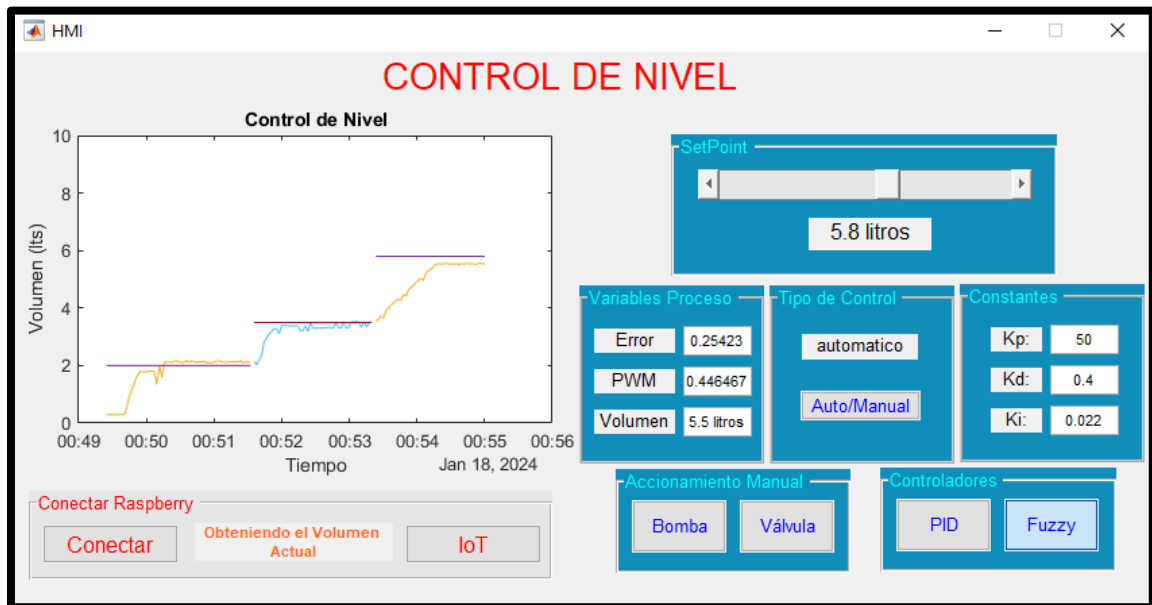 HMI
CONTROL DE NIVEL
Control de Nivel
10
8
6
4
2
0
Volumen (lts)
00:49 00:50 00:51 00:52 00:53 00:54 00:55 00:56
Tiempo
Jan 18, 2024
SetPoint
5.8 litros
Variables Proceso
Error 0.25423
PWM 0.446467
Volumen 5.5 litros
Tipo de Control
automatico
Auto/Manual
Constantes
Kp: 50
Kd: 0.4
Ki: 0.022
Conectar Raspberry
Conectar
Obteniendo el Volumen
Actual
IoT
Accionamiento Manual
Bomba Válvula
Controladores
PID Fuzzy